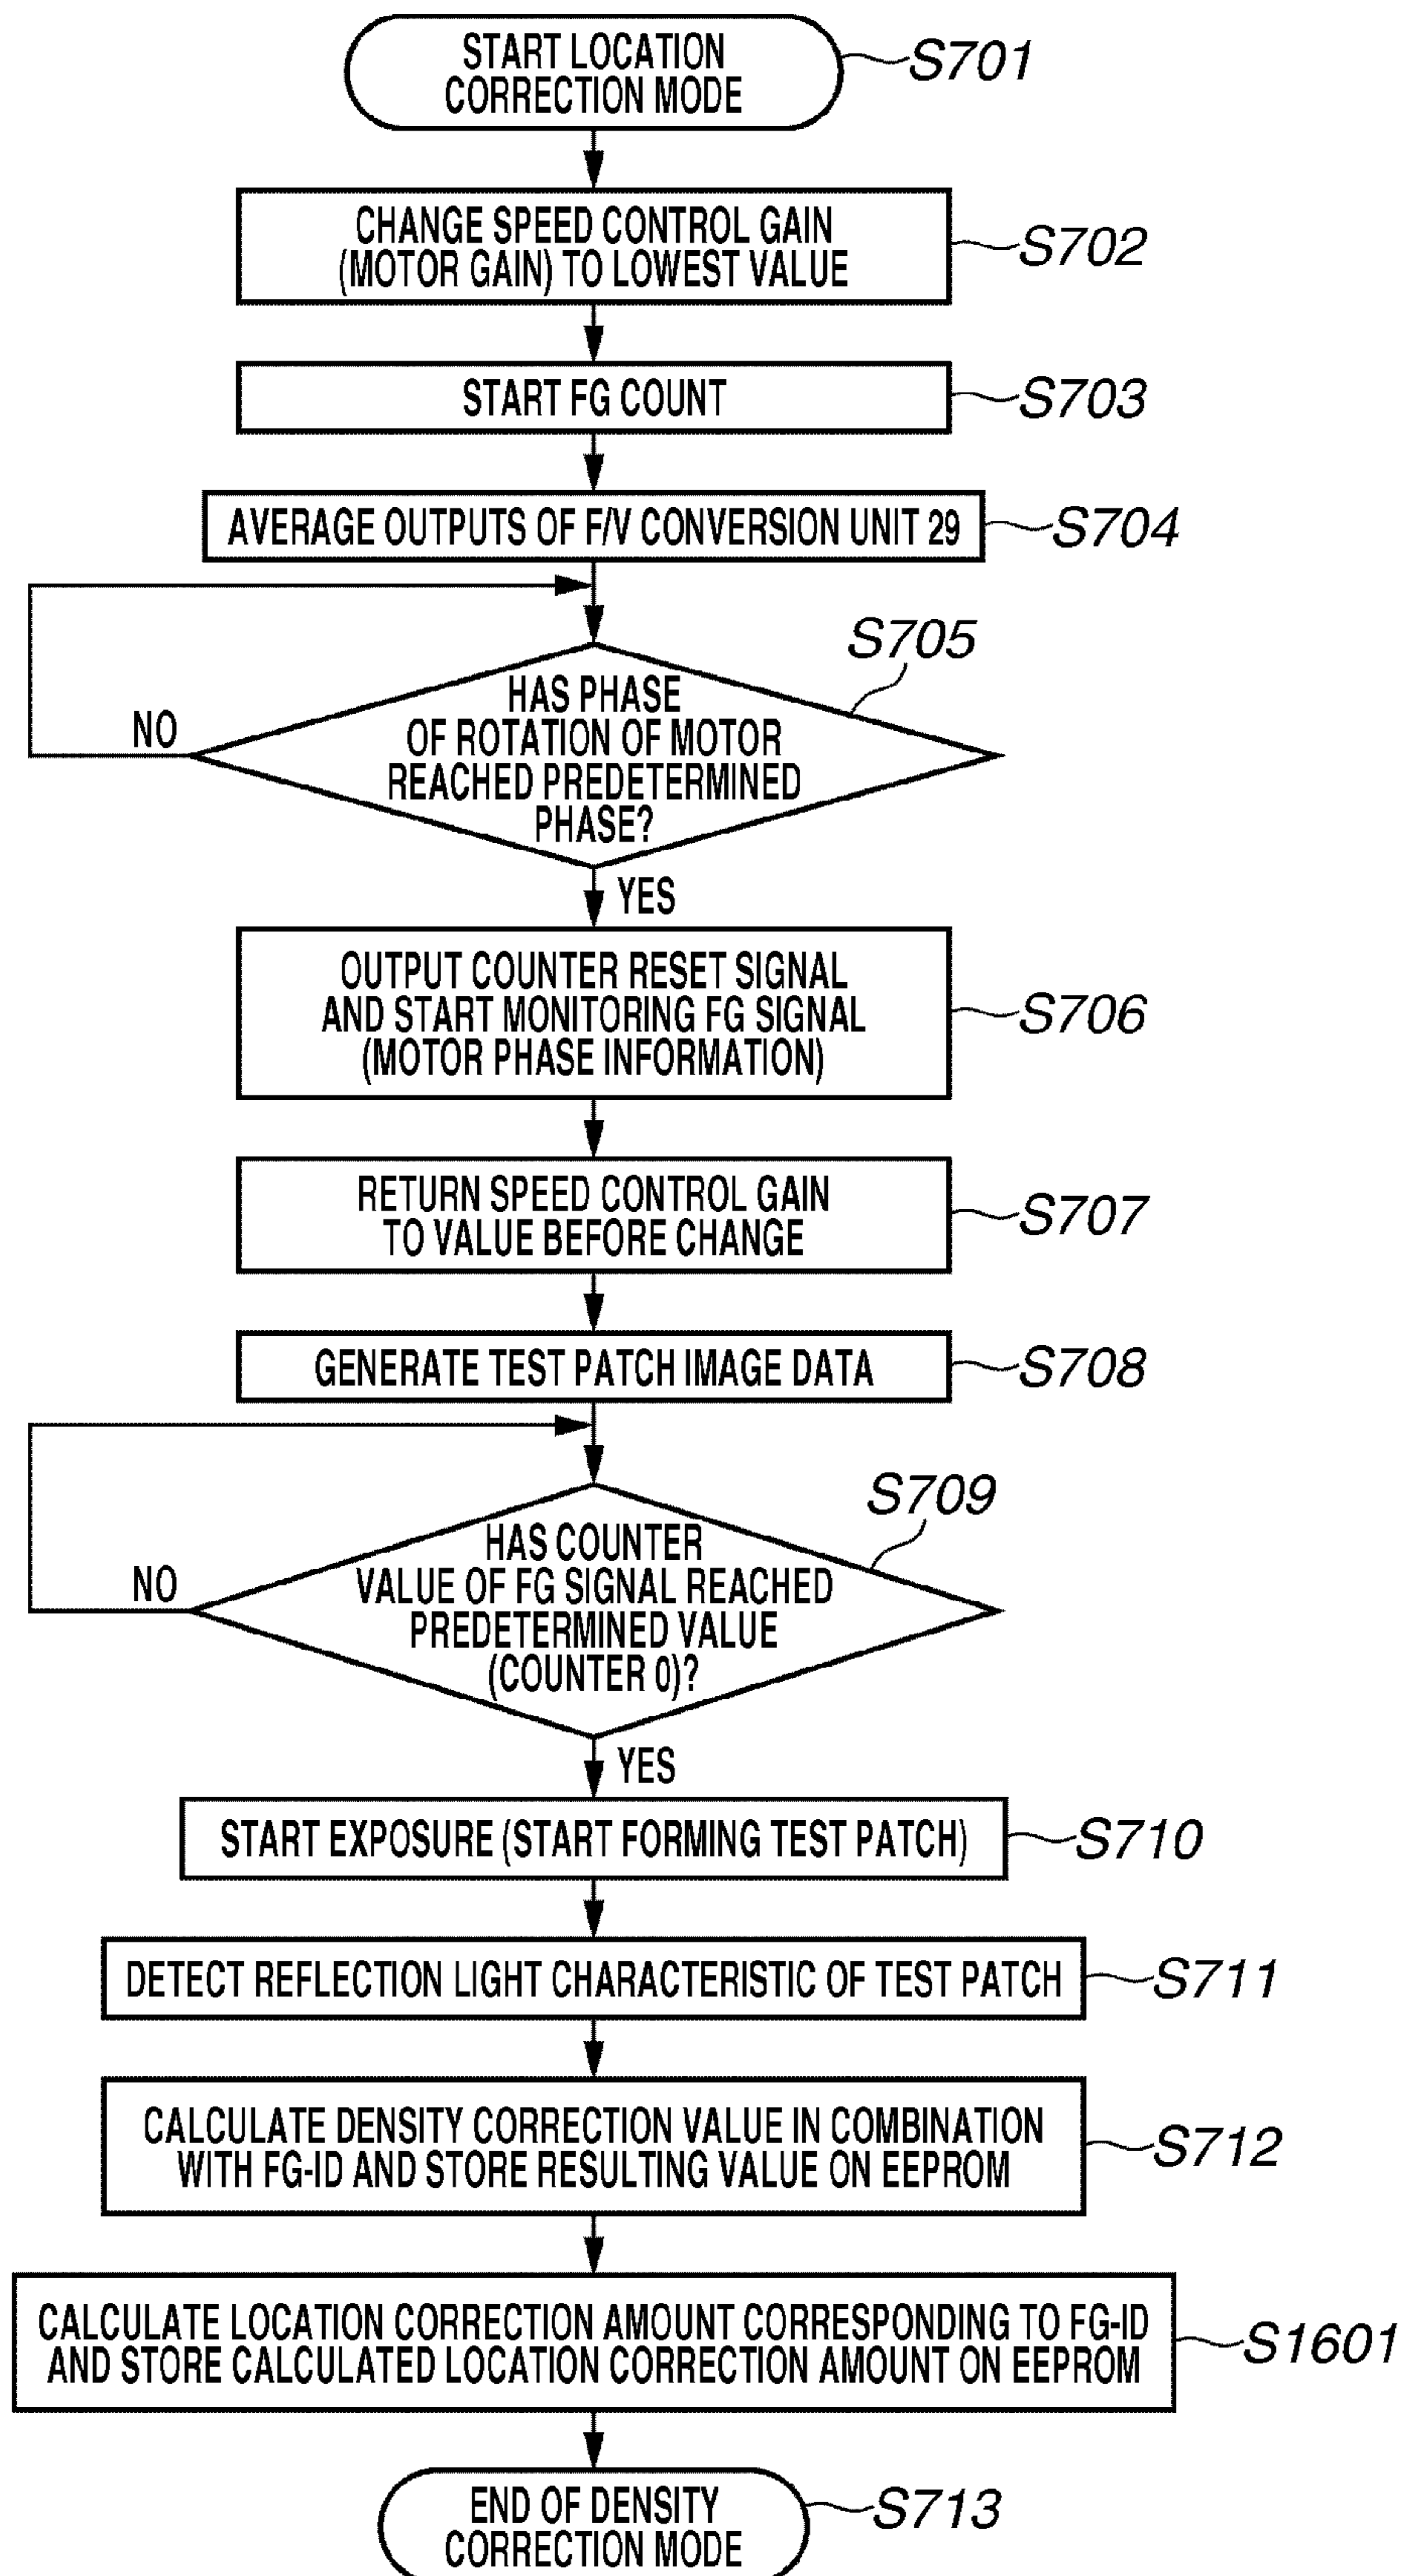 START LOCATION
CORRECTION MODE
S701
CHANGE SPEED CONTROL GAIN
(MOTOR GAIN) TO LOWEST VALUE
S702
START FG COUNT
S703
AVERAGE OUTPUTS OF F/V CONVERSION UNIT 29
S704
S705
HAS PHASE
OF ROTATION OF MOTOR
REACHED PREDETERMINED
PHASE?
NO
YES
OUTPUT COUNTER RESET SIGNAL
AND START MONITORING FG SIGNAL
(MOTOR PHASE INFORMATION)
S706
RETURN SPEED CONTROL GAIN
TO VALUE BEFORE CHANGE
S707
GENERATE TEST PATCH IMAGE DATA
S708
S709
HAS COUNTER
VALUE OF FG SIGNAL REACHED
PREDETERMINED VALUE
(COUNTER 0)?
NO
YES
START EXPOSURE (START FORMING TEST PATCH)
S710
DETECT REFLECTION LIGHT CHARACTERISTIC OF TEST PATCH
S711
CALCULATE DENSITY CORRECTION VALUE IN COMBINATION
WITH FG-ID AND STORE RESULTING VALUE ON EEPROM
S712
CALCULATE LOCATION CORRECTION AMOUNT CORRESPONDING TO FG-ID
AND STORE CALCULATED LOCATION CORRECTION AMOUNT ON EEPROM
S1601
END OF DENSITY
CORRECTION MODE
S713